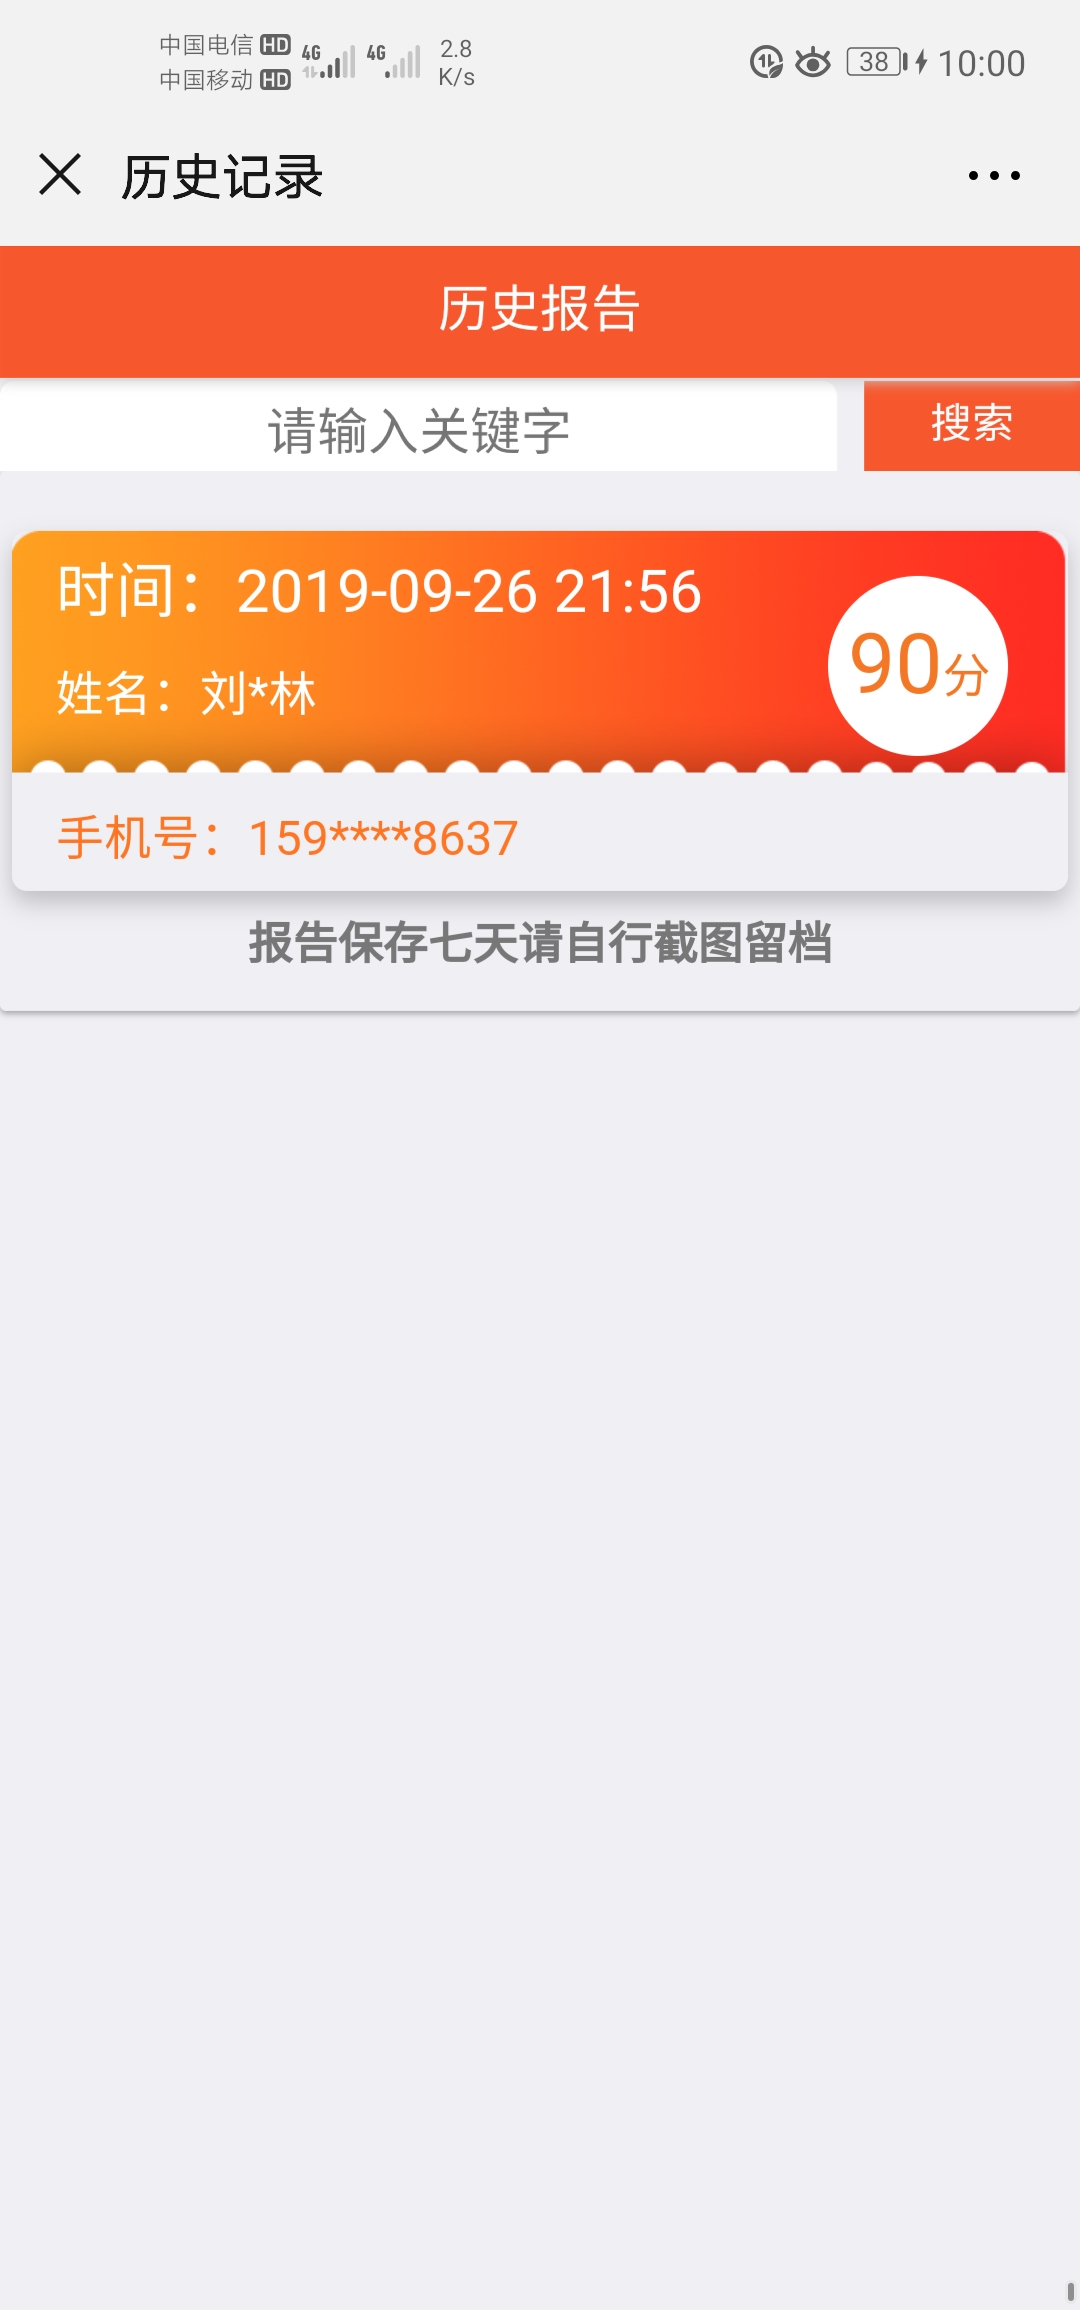 中国电信 HD 4G 4G 2.8
中国移动 HD K/s
38 10:00
历史记录
历史报告
请输入关键字
搜索
时间：2019-09-26 21:56
90分
姓名：刘*林
手机号：159****8637
报告保存七天请自行截图留档